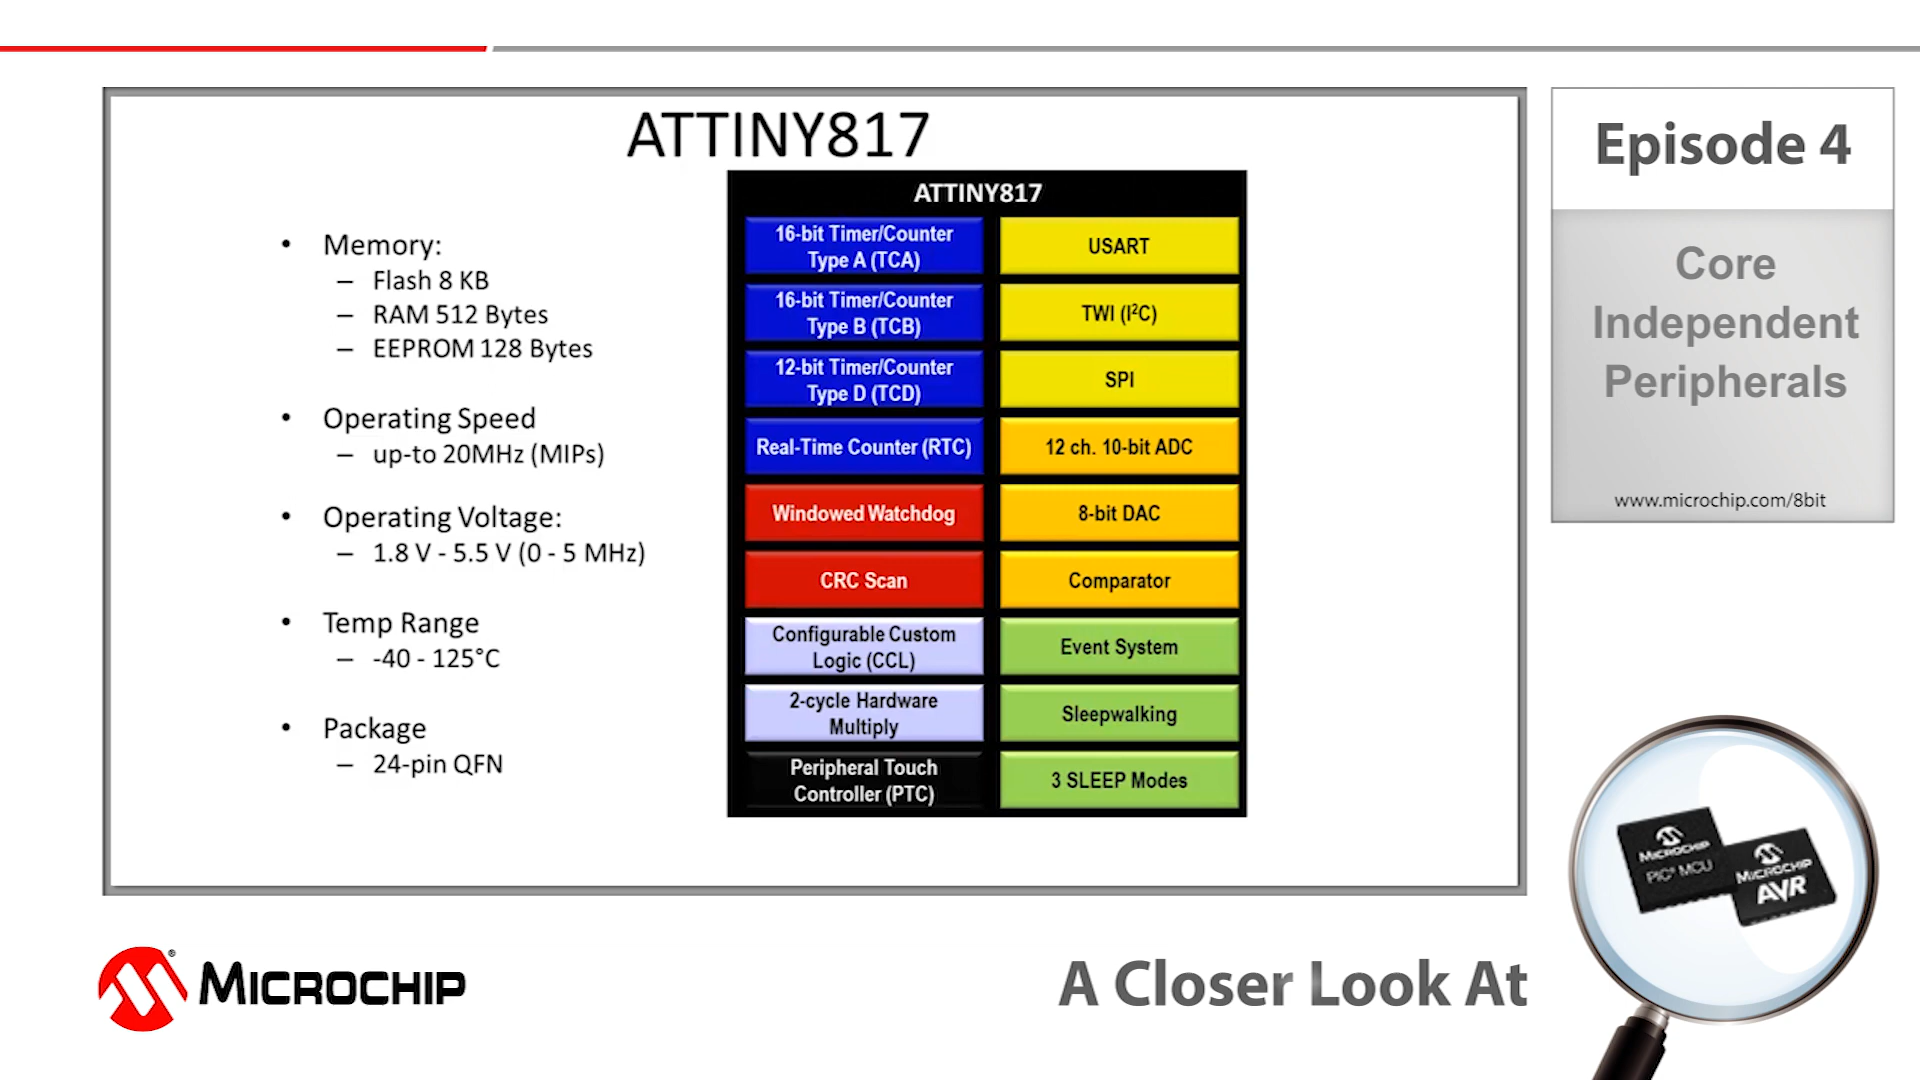 ATTINY817
• Memory:
– Flash 8 KB
– RAM 512 Bytes
– EEPROM 128 Bytes
• Operating Speed
– up-to 20MHz (MIPs)
• Operating Voltage:
– 1.8 V - 5.5 V (0 - 5 MHz)
• Temp Range
– -40 - 125°C
• Package
– 24-pin QFN
ATTINY817
16-bit Timer/Counter
Type A (TCA)
USART
16-bit Timer/Counter
Type B (TCB)
TWI (I²C)
12-bit Timer/Counter
Type D (TCD)
SPI
Real-Time Counter (RTC)
12 ch. 10-bit ADC
Windowed Watchdog
8-bit DAC
CRC Scan
Comparator
Configurable Custom
Logic (CCL)
Event System
2-cycle Hardware
Multiply
Sleepwalking
Peripheral Touch
Controller (PTC)
3 SLEEP Modes
Episode 4
Core
Independent
Peripherals
www.microchip.com/8bit
MICROCHIP
PIC® MCU
MICROCHIP
AVR
® MICROCHIP
A Closer Look At